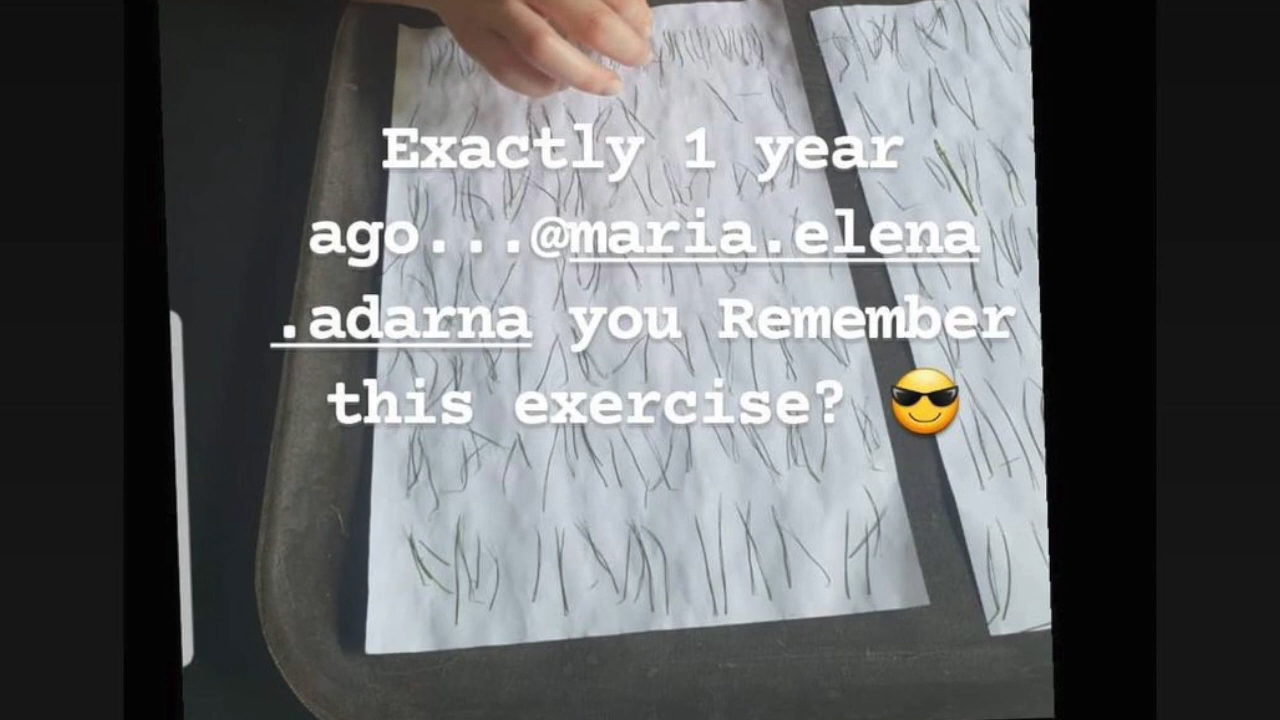 Exactly 1 year
ago...@maria.elena
.adarna you Remember
this exercise? 😎